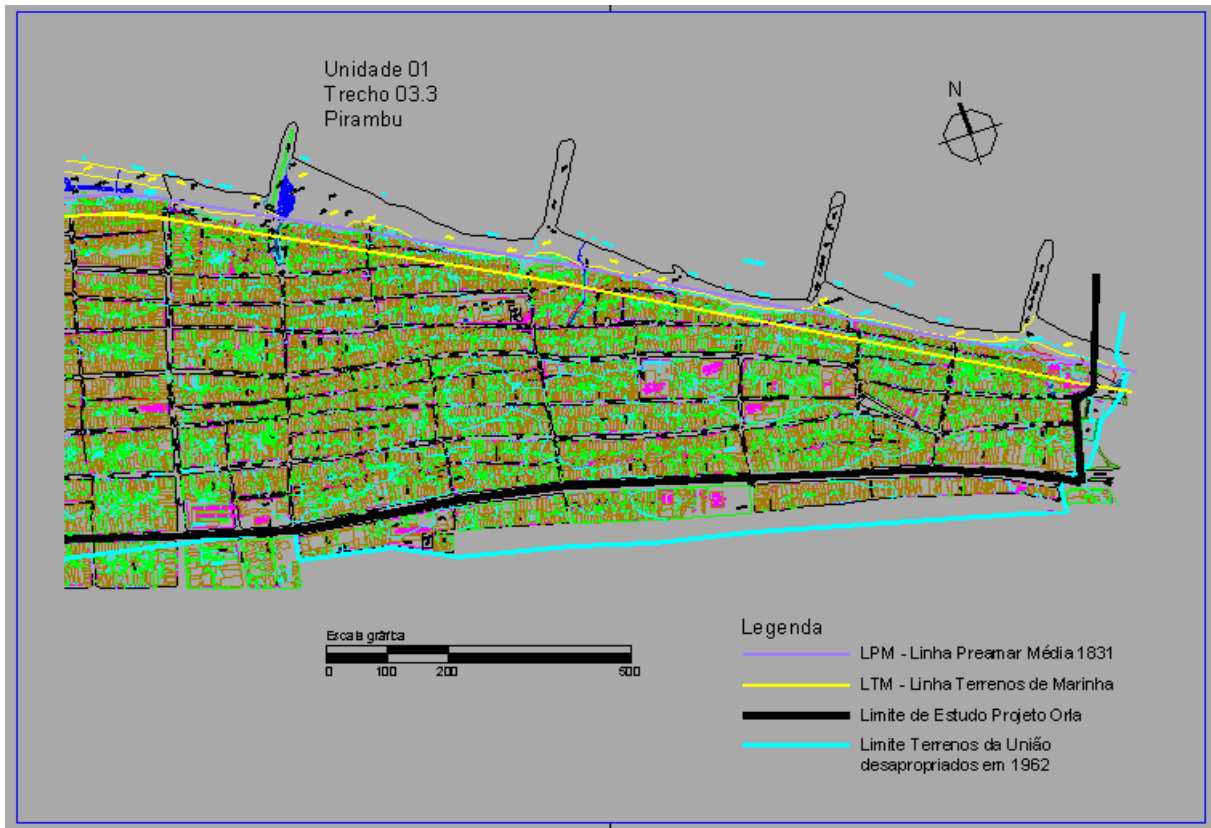 Unidade 01
Trecho 03.3
Pirambu
N
Escala gráfica
0 100 200 500
Legenda
LPM - Linha Preamar Média 1831
LTM - Linha Terrenos de Marinha
Limite de Estudo Projeto Orla
Limite Terrenos da União
desapropriados em 1962